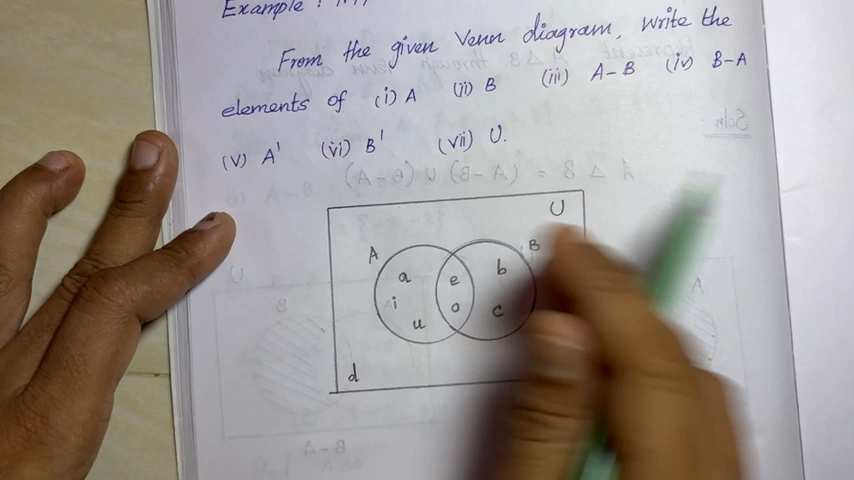 Example :
From the given Venn diagram, write the
elements of (i) A (ii) B (iii) A-B (iv) B-A
(v) A' (vi) B' (vii) U.
U
A B
a e b
i o c
u
d